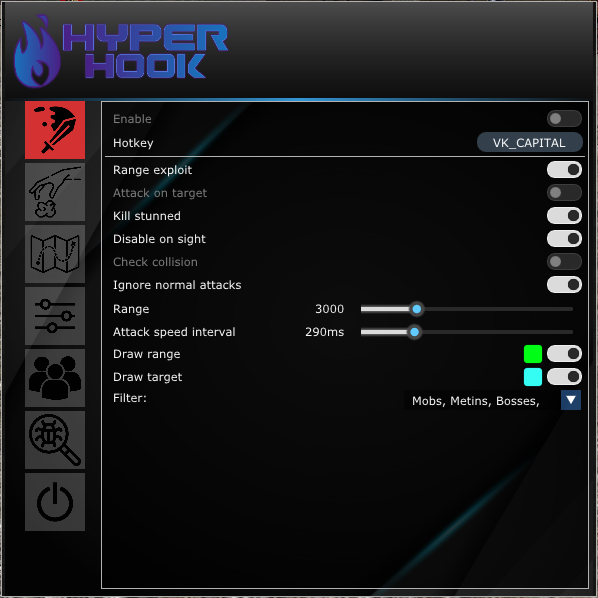 HYPER
HOOK
Enable
Hotkey VK_CAPITAL
Range exploit
Attack on target
Kill stunned
Disable on sight
Check collision
Ignore normal attacks
Range 3000
Attack speed interval 290ms
Draw range
Draw target
Filter: Mobs, Metins, Bosses,